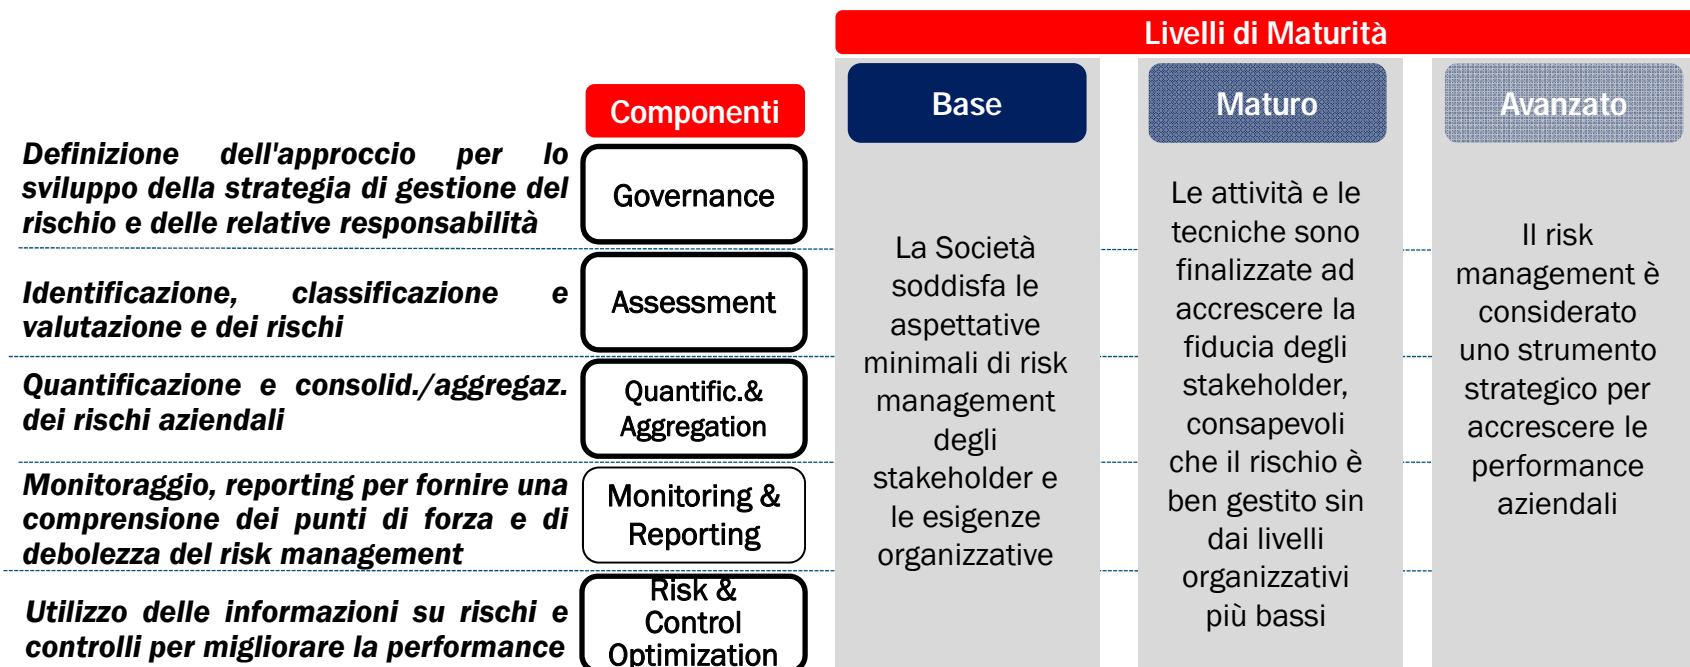 Livelli di Maturità
Componenti
Base
Maturo
Avanzato
Definizione dell'approccio per lo
sviluppo della strategia di gestione del
rischio e delle relative responsabilità
Governance
Identificazione, classificazione e
valutazione e dei rischi
Assessment
Quantificazione e consolid./aggregaz.
dei rischi aziendali
Quantific.&
Aggregation
Monitoraggio, reporting per fornire una
comprensione dei punti di forza e di
debolezza del risk management
Monitoring &
Reporting
Utilizzo delle informazioni su rischi e
controlli per migliorare la performance
Risk &
Control
Optimization
La Società
soddisfa le
aspettative
minimali di risk
management
degli
stakeholder e
le esigenze
organizzative
Le attività e le
tecniche sono
finalizzate ad
accrescere la
fiducia degli
stakeholder,
consapevoli
che il rischio è
ben gestito sin
dai livelli
organizzativi
più bassi
Il risk
management è
considerato
uno strumento
strategico per
accrescere le
performance
aziendali